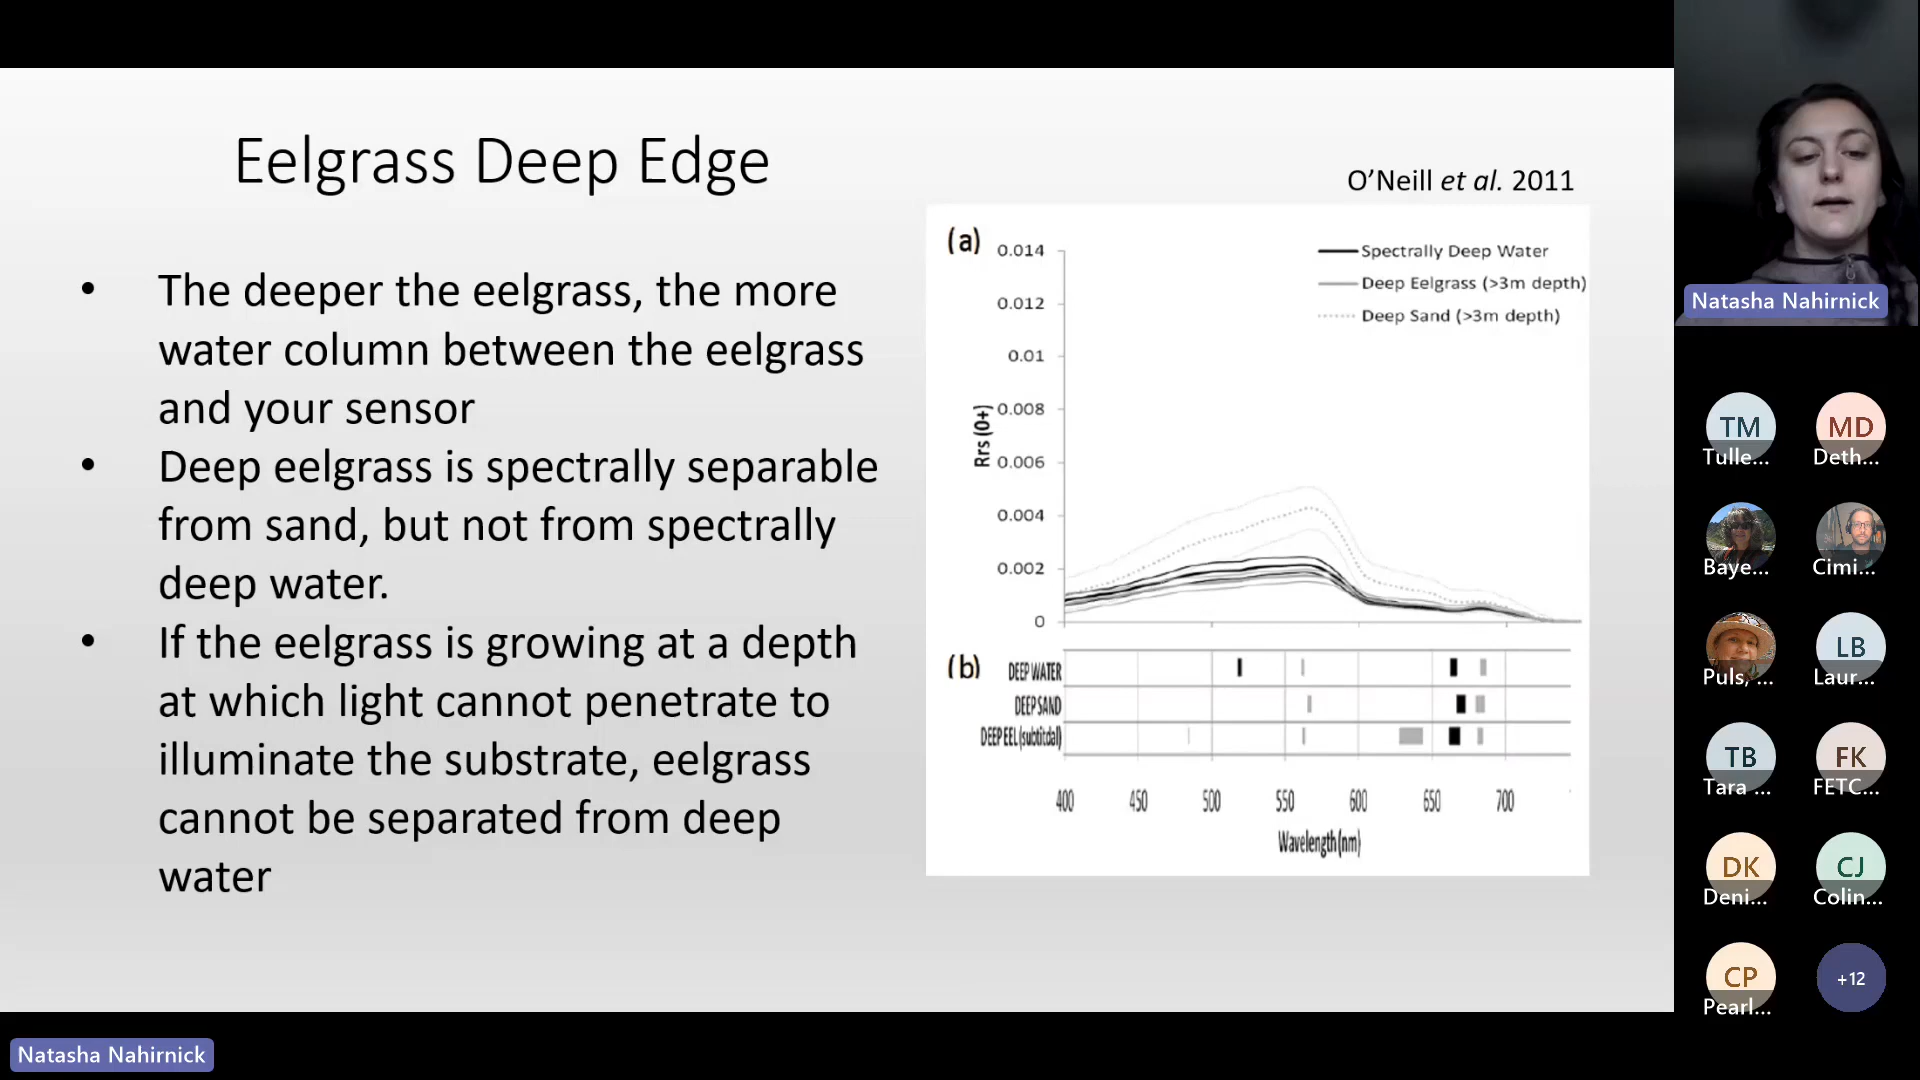 Eelgrass Deep Edge
• The deeper the eelgrass, the more
water column between the eelgrass
and your sensor
• Deep eelgrass is spectrally separable
from sand, but not from spectrally
deep water.
• If the eelgrass is growing at a depth
at which light cannot penetrate to
illuminate the substrate, eelgrass
cannot be separated from deep
water
O’Neill et al. 2011
(a)
Spectrally Deep Water
Deep Eelgrass (>3m depth)
Deep Sand (>3m depth)
0.014
0.012
0.01
0.008
0.006
0.004
0.002
0
Rrs (0+)
(b)
DEEP WATER
DEEP SAND
DEEP EEL (subtitdal)
400 450 500 550 600 650 700
Wavelength(nm)
Natasha Nahirnick
TM
Tulle...
MD
Deth...
Baye...
Cimi...
Puls, ...
LB
Laur...
TB
Tara ...
FK
FETC...
DK
Deni...
CJ
Colin...
CP
Pearl...
+12
Natasha Nahirnick